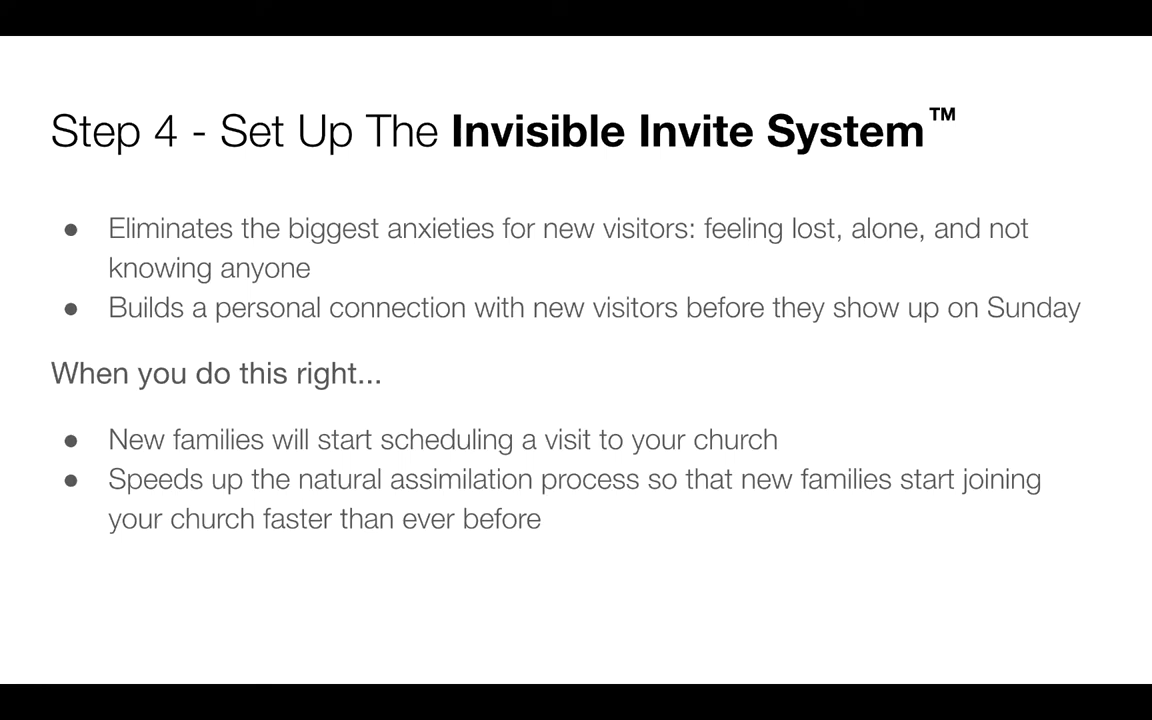 Step 4 - Set Up The Invisible Invite System™
● Eliminates the biggest anxieties for new visitors: feeling lost, alone, and not
knowing anyone
● Builds a personal connection with new visitors before they show up on Sunday
When you do this right...
● New families will start scheduling a visit to your church
● Speeds up the natural assimilation process so that new families start joining
your church faster than ever before